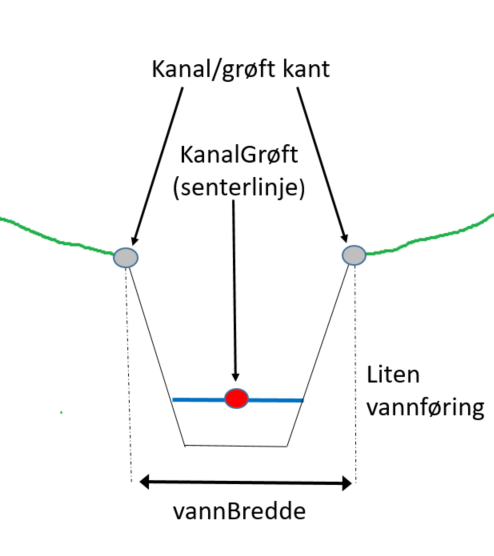 Kanal/grøft kant
KanalGrøft
(senterlinje)
Liten
vannføring
vannBredde